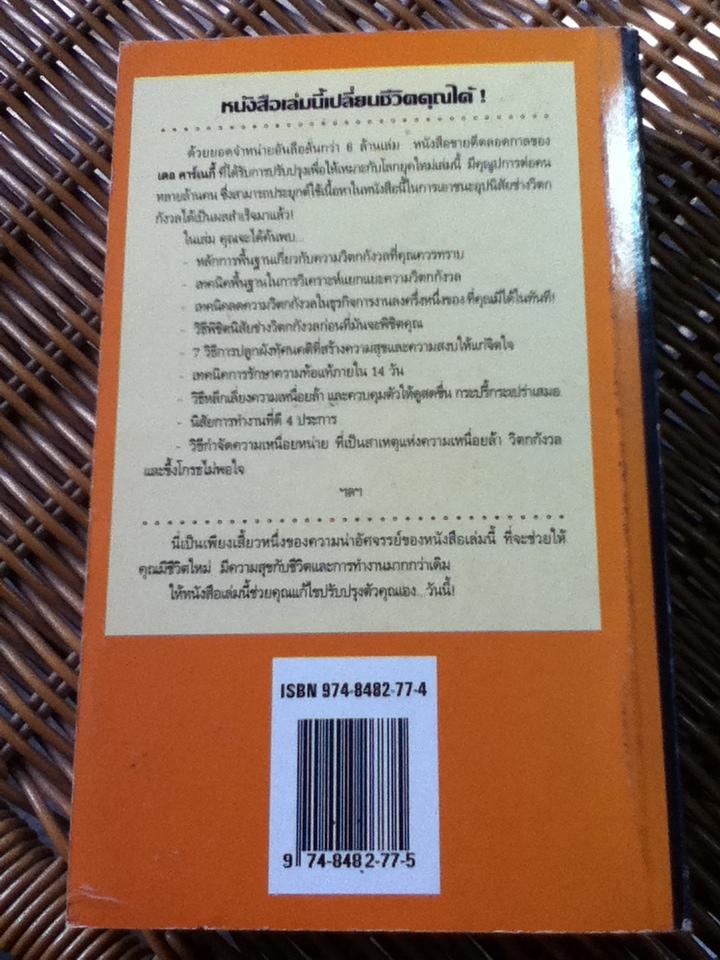 หนังสือเล่มนี้เปลี่ยนชีวิตคุณได้ !
ด้วยยอดจำหน่ายอันลือลั่นกว่า 6 ล้านเล่ม หนังสือขายดีตลอดกาลของ
เดล คาร์เนกี้ ที่ได้รับการปรับปรุงเพื่อให้เหมาะกับโลกยุคใหม่เล่มนี้ มีคุณูปการต่อคน
หลายล้านคน ซึ่งสามารถประยุกต์ใช้เนื้อหาในหนังสือนี้ในการเอาชนะอุปนิสัยช่างวิตก
กังวลได้เป็นผลสำเร็จมาแล้ว!
ในเล่ม คุณจะได้ค้นพบ...
- หลักการพื้นฐานเกี่ยวกับความวิตกกังวลที่คุณควรทราบ
- เทคนิคพื้นฐานในการวิเคราะห์แยกแยะความวิตกกังวล
- เทคนิคลดความวิตกกังวลในธุรกิจการงานลงครึ่งหนึ่งของ ที่คุณมีได้ในทันที!
- วิธีพิชิตนิสัยช่างวิตกกังวลก่อนที่มันจะพิชิตคุณ
- 7 วิธีการปลูกฝังทัศนคติที่สร้างความสุขและความสงบให้แก่จิตใจ
- เทคนิคการรักษาความท้อแท้ภายใน 14 วัน
- วิธีหลีกเลี่ยงความเหนื่อยล้า และควบคุมตัวให้ดูสดชื่น กระปรี้กระเปร่าเสมอ
- นิสัยการทำงานที่ดี 4 ประการ
- วิธีกำจัดความเหนื่อยหน่าย ที่เป็นสาเหตุแห่งความเหนื่อยล้า วิตกกังวล
และขึ้งโกรธไม่พอใจ
ฯลฯ
นี่เป็นเพียงเสี้ยวหนึ่งของความน่าอัศจรรย์ของหนังสือเล่มนี้ ที่จะช่วยให้
คุณมีชีวิตใหม่ มีความสุขกับชีวิตและการทำงานมากกว่าเดิม
ให้หนังสือเล่มนี้ช่วยคุณแก้ไขปรับปรุงตัวคุณเอง...วันนี้!
ISBN 974-8482-77-4
9 74-8482-77-5